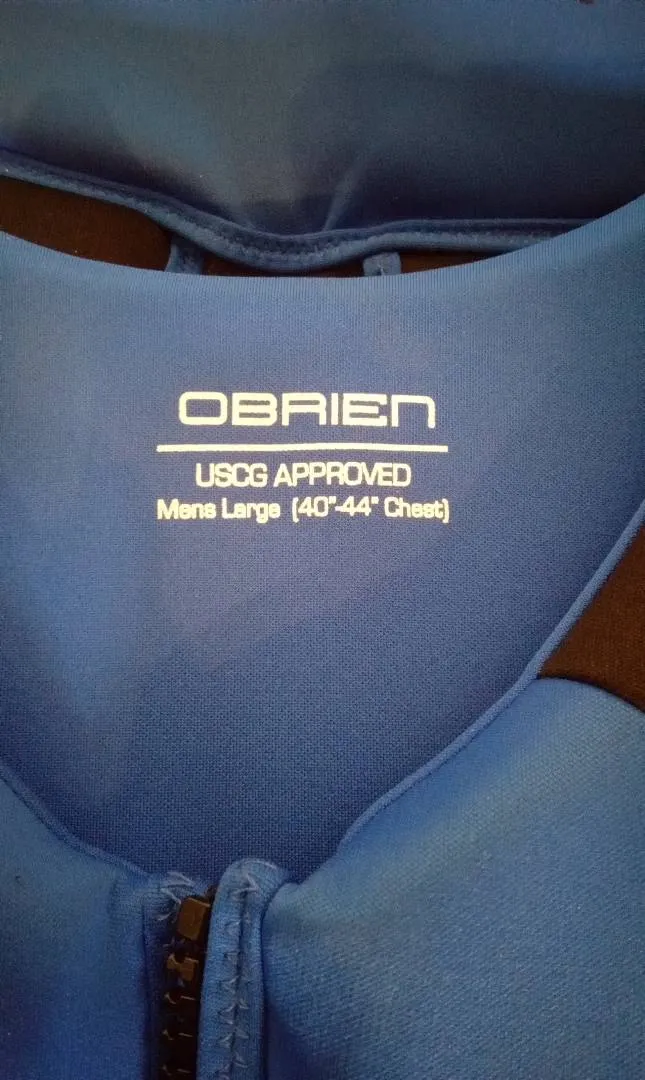 OBRIEN
USCG APPROVED
Mens Large (40"-44" Chest)